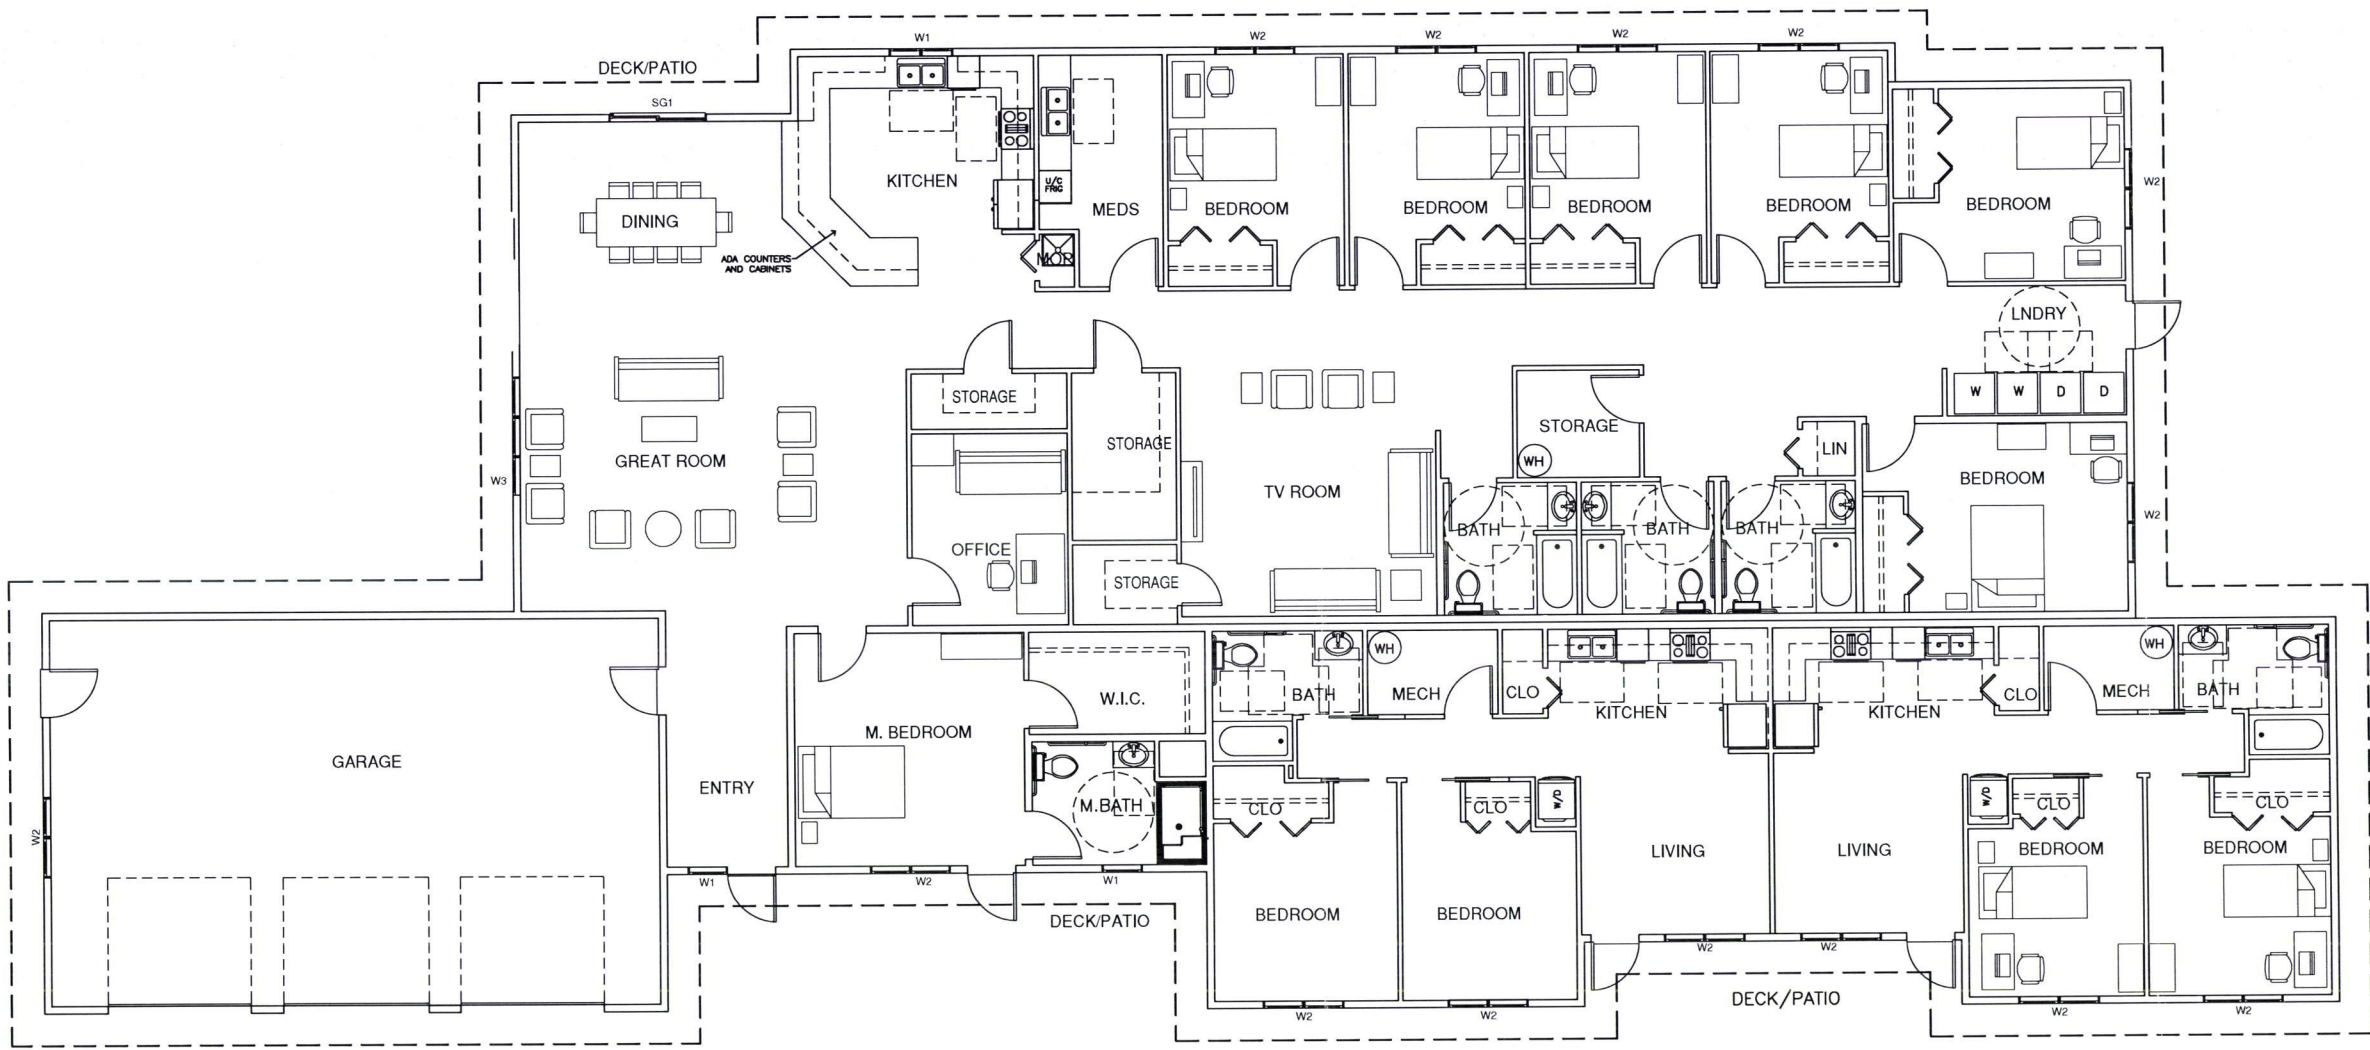 W1
W2
W2
W2
W2
DECK/PATIO
SG1
KITCHEN
U/C
FRIG
MEDS
BEDROOM
BEDROOM
BEDROOM
BEDROOM
BEDROOM
W2
DINING
ADA COUNTERS
AND CABINETS
MOP
LNDRY
STORAGE
STORAGE
STORAGE
WH
W
W
D
D
LIN
GREAT ROOM
W3
TV ROOM
BEDROOM
W2
BATH
BATH
BATH
OFFICE
STORAGE
WH
WH
BATH
MECH
CLO
KITCHEN
KITCHEN
CLO
MECH
BATH
W.I.C.
M. BEDROOM
GARAGE
ENTRY
M.BATH
W2
CLO
CLO
W/D
W/D
CLO
CLO
LIVING
LIVING
BEDROOM
BEDROOM
W1
W2
W1
DECK/PATIO
BEDROOM
BEDROOM
W2
W2
DECK/PATIO
W2
W2
W2
W2